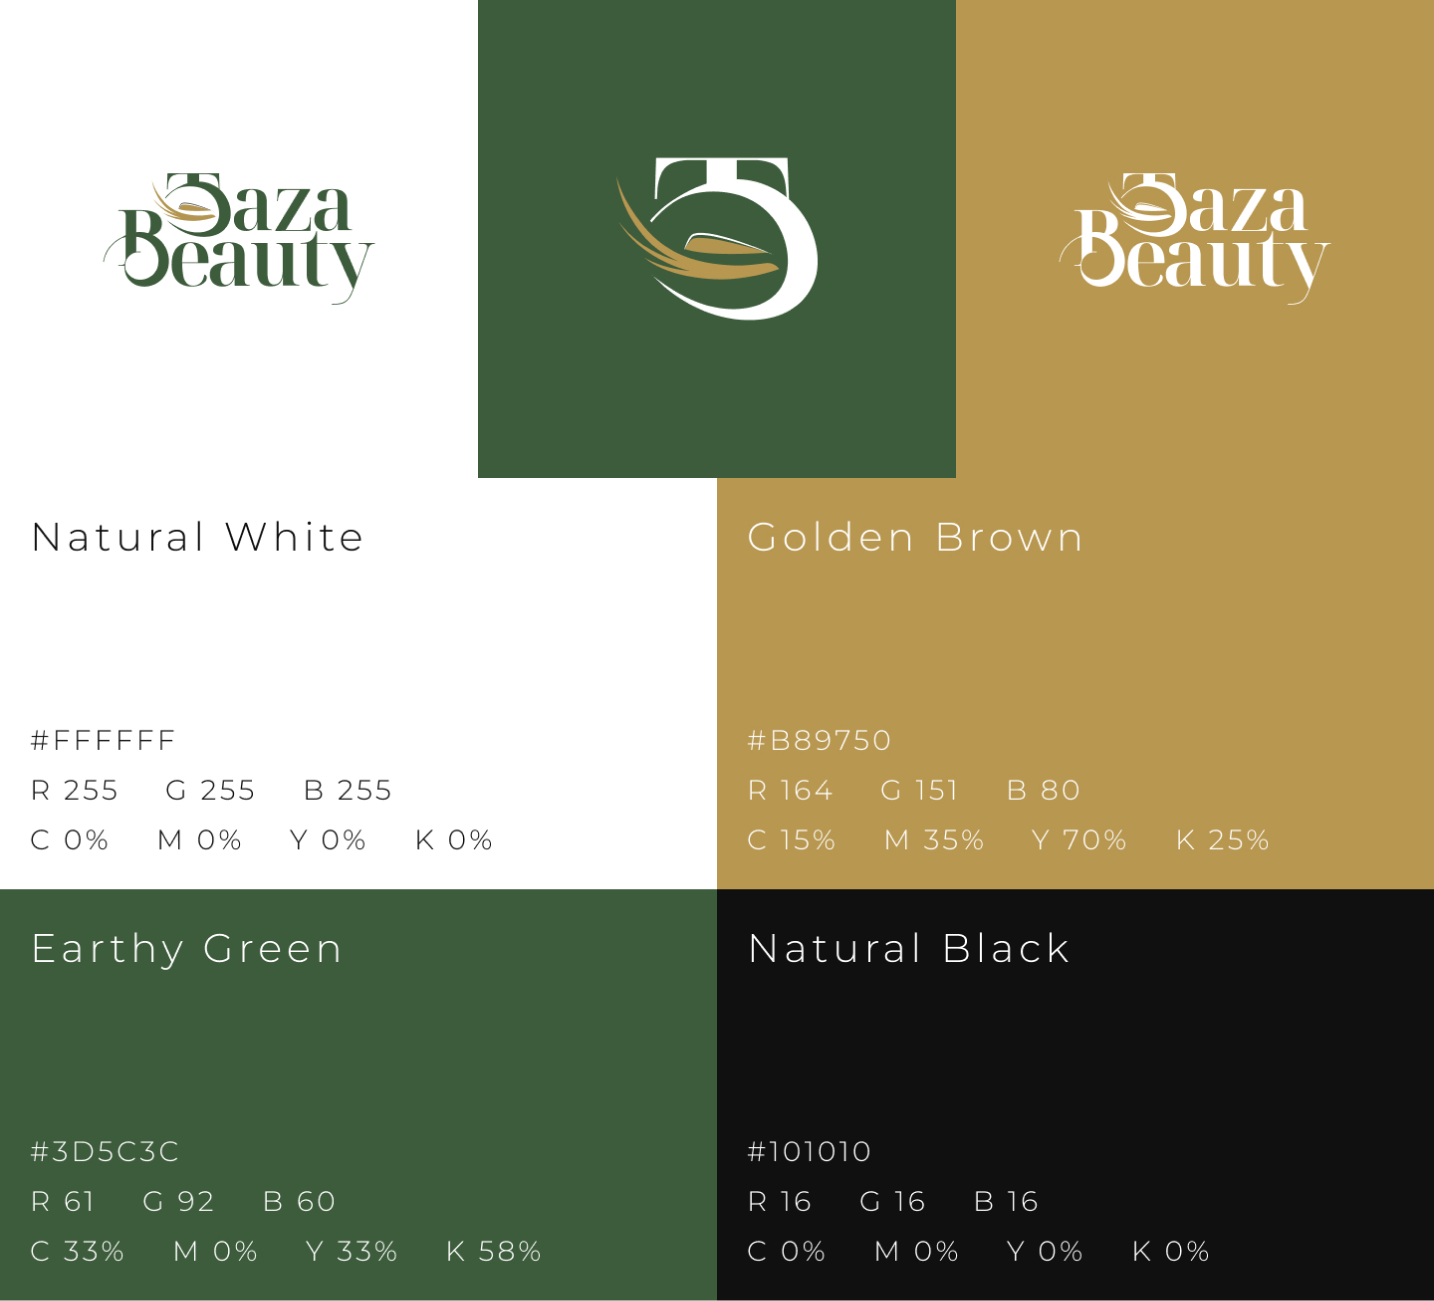 Taza
Beauty
T
Taza
Beauty
Natural White
#FFFFFF
R 255 G 255 B 255
C 0% M 0% Y 0% K 0%
Golden Brown
#B89750
R 164 G 151 B 80
C 15% M 35% Y 70% K 25%
Earthy Green
#3D5C3C
R 61 G 92 B 60
C 33% M 0% Y 33% K 58%
Natural Black
#101010
R 16 G 16 B 16
C 0% M 0% Y 0% K 0%